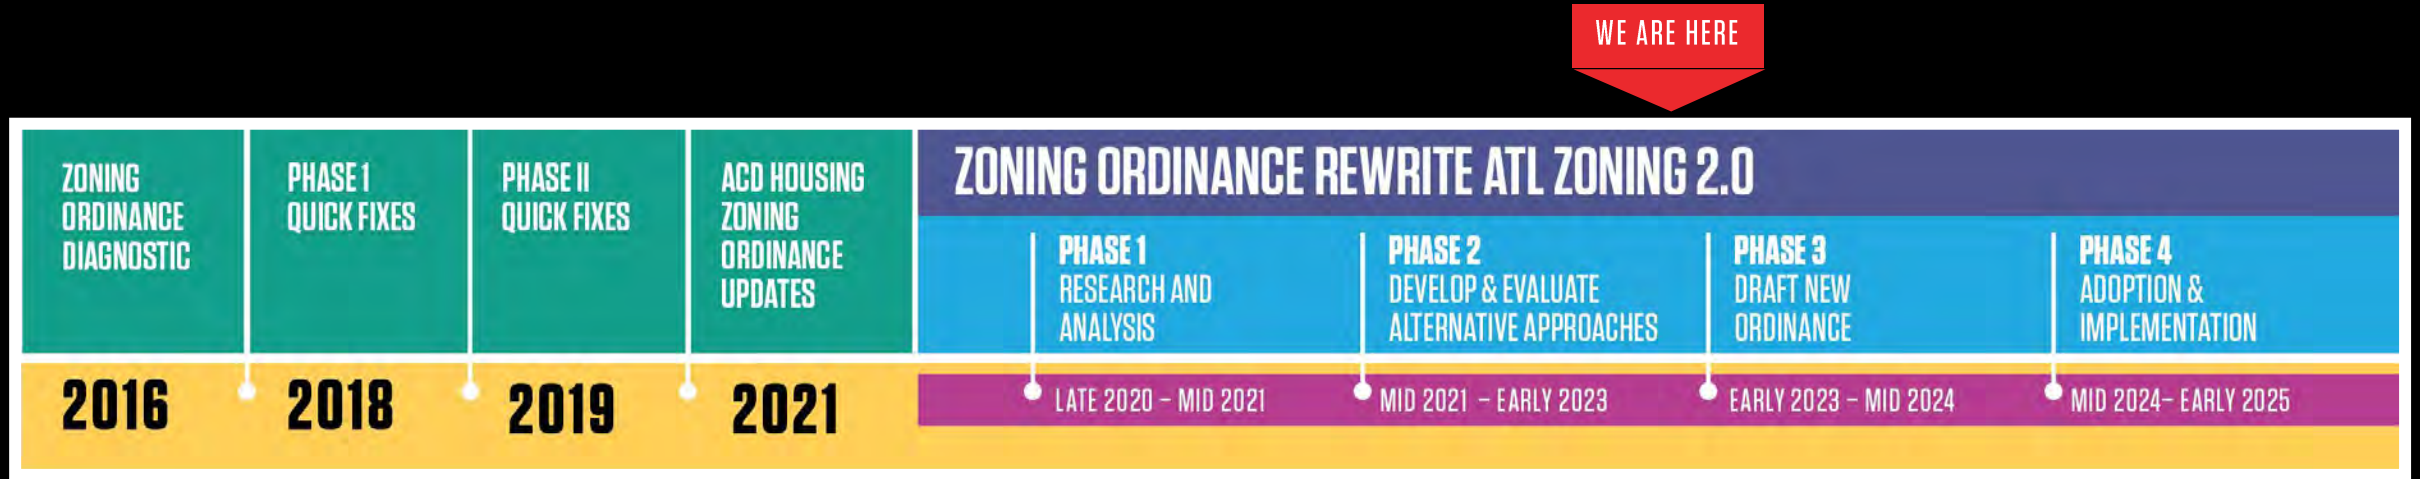 WE ARE HERE
ZONING
ORDINANCE
DIAGNOSTIC
PHASE 1
QUICK FIXES
PHASE II
QUICK FIXES
ACD HOUSING
ZONING
ORDINANCE
UPDATES
ZONING ORDINANCE REWRITE ATL ZONING 2.0
PHASE 1
RESEARCH AND
ANALYSIS
PHASE 2
DEVELOP & EVALUATE
ALTERNATIVE APPROACHES
PHASE 3
DRAFT NEW
ORDINANCE
PHASE 4
ADOPTION &
IMPLEMENTATION
2016
2018
2019
2021
LATE 2020 – MID 2021
MID 2021 – EARLY 2023
EARLY 2023 – MID 2024
MID 2024– EARLY 2025